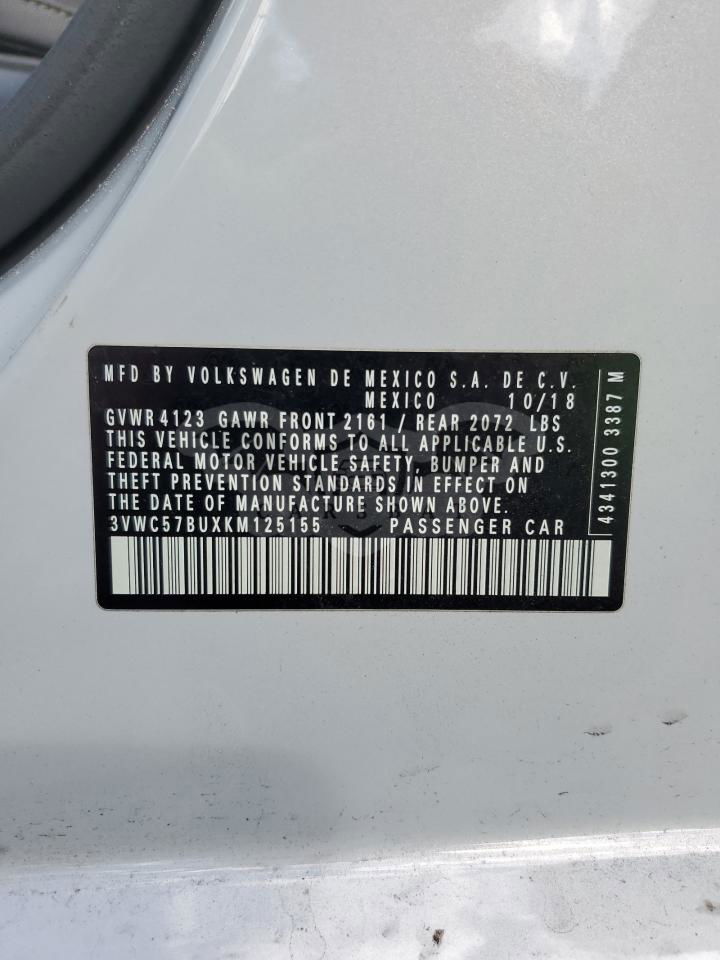 MFD BY VOLKSWAGEN DE MEXICO S.A. DE C.V.
MEXICO 10/18
GVWR 4123 GAWR FRONT 2161 / REAR 2072 LBS
THIS VEHICLE CONFORMS TO ALL APPLICABLE U.S.
FEDERAL MOTOR VEHICLE SAFETY, BUMPER AND
THEFT PREVENTION STANDARDS IN EFFECT ON
THE DATE OF MANUFACTURE SHOWN ABOVE.
3VWC57BUXKM125155 PASSENGER CAR
4341300 3387 M